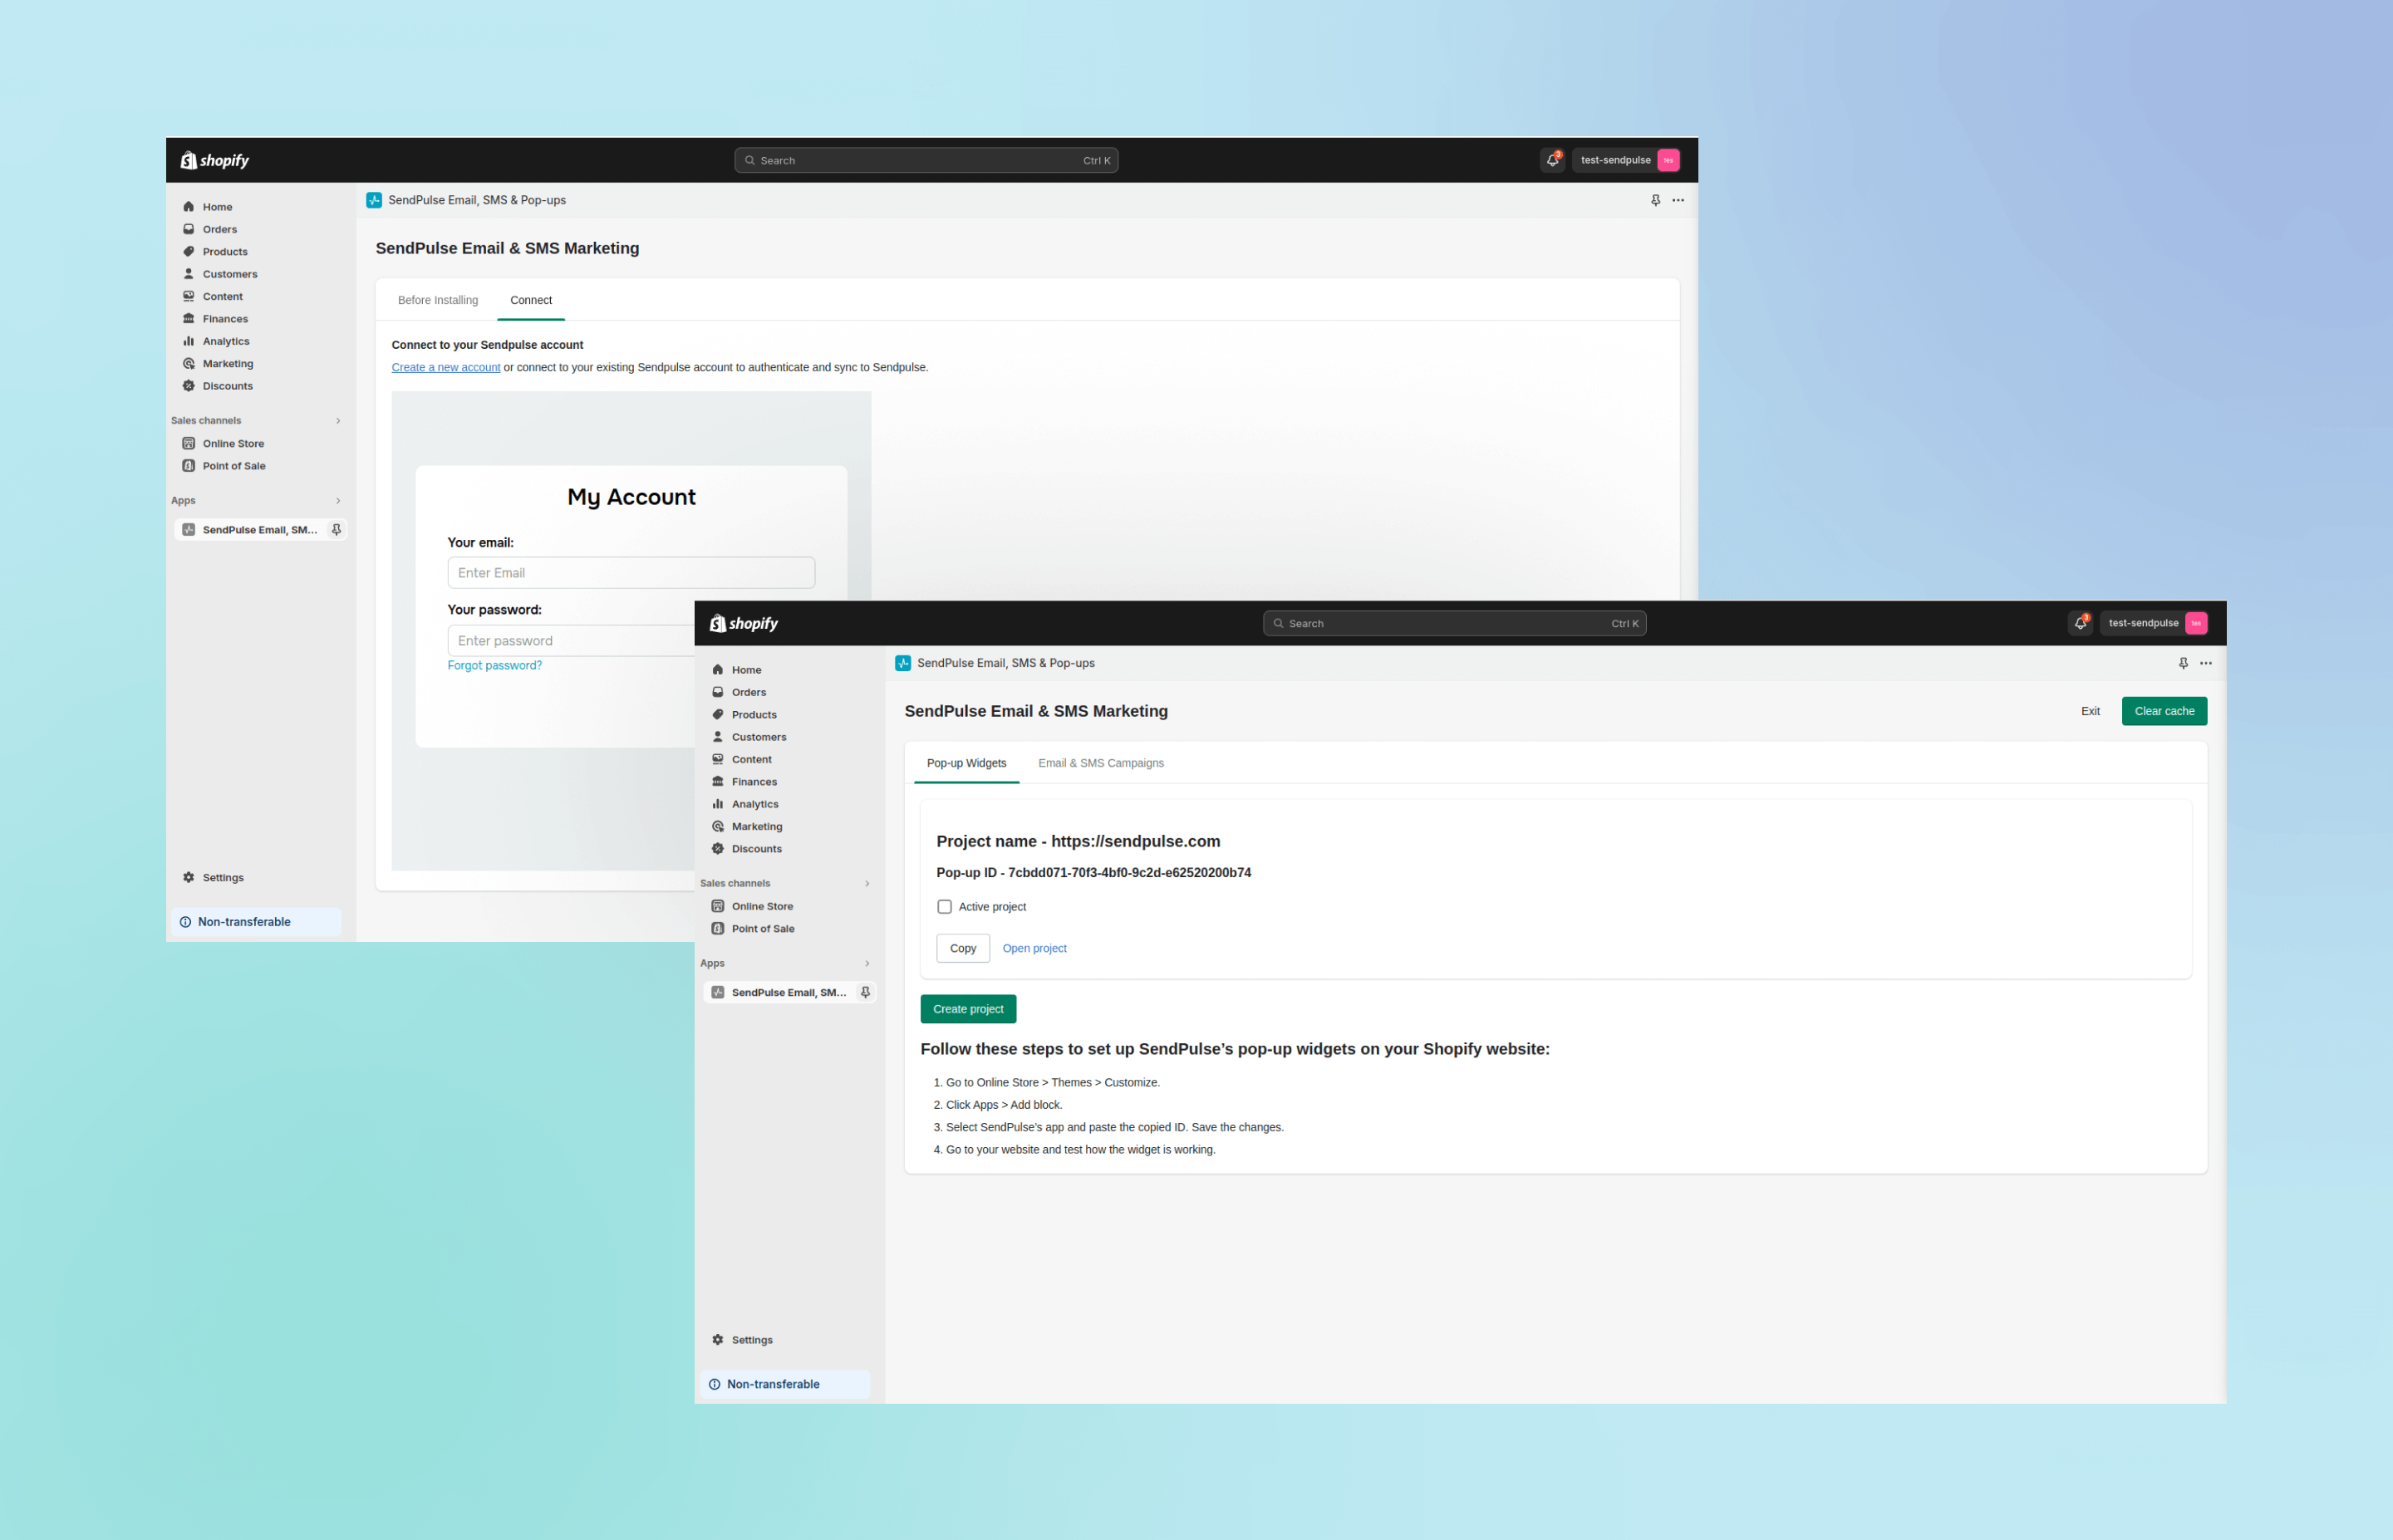 shopify
Search Ctrl K
3
test-sendpulse tes
Home
Orders
Products
Customers
Content
Finances
Analytics
Marketing
Discounts
Sales channels
Online Store
Point of Sale
Apps
SendPulse Email, SM...
Settings
Non-transferable
SendPulse Email, SMS & Pop-ups
SendPulse Email & SMS Marketing
Before Installing Connect
Connect to your Sendpulse account
Create a new account or connect to your existing Sendpulse account to authenticate and sync to Sendpulse.
My Account
Your email:
Enter Email
Your password:
Enter password
Forgot password?
shopify
Search Ctrl K
3
test-sendpulse tes
Home
Orders
Products
Customers
Content
Finances
Analytics
Marketing
Discounts
Sales channels
Online Store
Point of Sale
Apps
SendPulse Email, SM...
Settings
Non-transferable
SendPulse Email, SMS & Pop-ups
SendPulse Email & SMS Marketing
Exit Clear cache
Pop-up Widgets Email & SMS Campaigns
Project name - https://sendpulse.com
Pop-up ID - 7cbdd071-70f3-4bf0-9c2d-e62520200b74
Active project
Copy Open project
Create project
Follow these steps to set up SendPulse’s pop-up widgets on your Shopify website:
1. Go to Online Store > Themes > Customize.
2. Click Apps > Add block.
3. Select SendPulse’s app and paste the copied ID. Save the changes.
4. Go to your website and test how the widget is working.